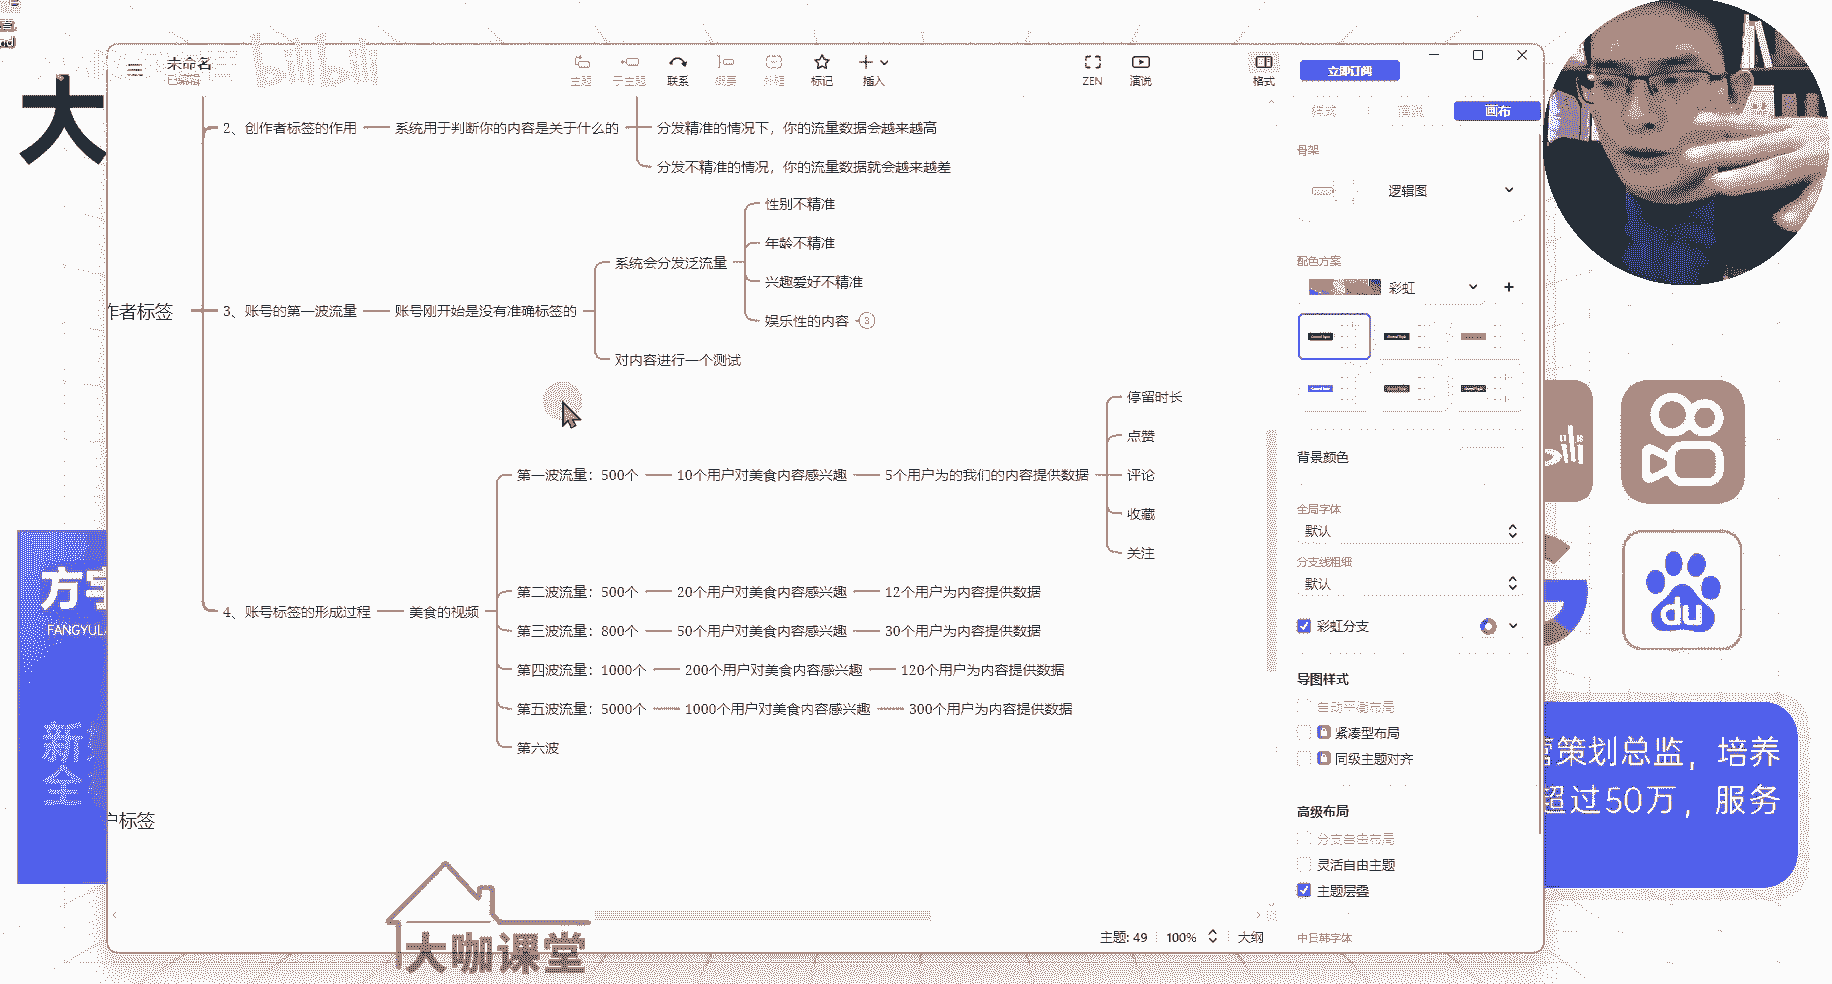 未命名
已编辑
bilibili
主题
子主题
联系
概要
外框
标记
插入
ZEN
演说
格式
立即订阅
样式
演说
画布
大
2、创作者标签的作用
系统用于判断你的内容是关于什么的
分发精准的情况下，你的流量数据会越来越高
分发不精准的情况，你的流量数据就会越来越差
作者标签
3、账号的第一波流量
账号刚开始是没有准确标签的
系统会分发泛流量
性别不精准
年龄不精准
兴趣爱好不精准
娱乐性的内容
3
对内容进行一个测试
4、账号标签的形成过程
美食的视频
第一波流量：500个
10个用户对美食内容感兴趣
5个用户为的我们的内容提供数据
停留时长
点赞
评论
收藏
关注
第二波流量：500个
20个用户对美食内容感兴趣
12个用户为内容提供数据
第三波流量：800个
50个用户对美食内容感兴趣
30个用户为内容提供数据
第四波流量：1000个
200个用户对美食内容感兴趣
120个用户为内容提供数据
第五波流量：5000个
1000个用户对美食内容感兴趣
300个用户为内容提供数据
第六波
户标签
骨架
逻辑图
配色方案
彩虹
背景颜色
全局字体
默认
分支线粗细
默认
彩虹分支
导图样式
自动平衡布局
紧凑型布局
同级主题对齐
高级布局
分支自由布局
灵活自由主题
主题层叠
中日韩字体
主题: 49
100%
大纲
大咖课堂
方宇
FANGYUL
新
全
du
营策划总监，培养
超过50万，服务